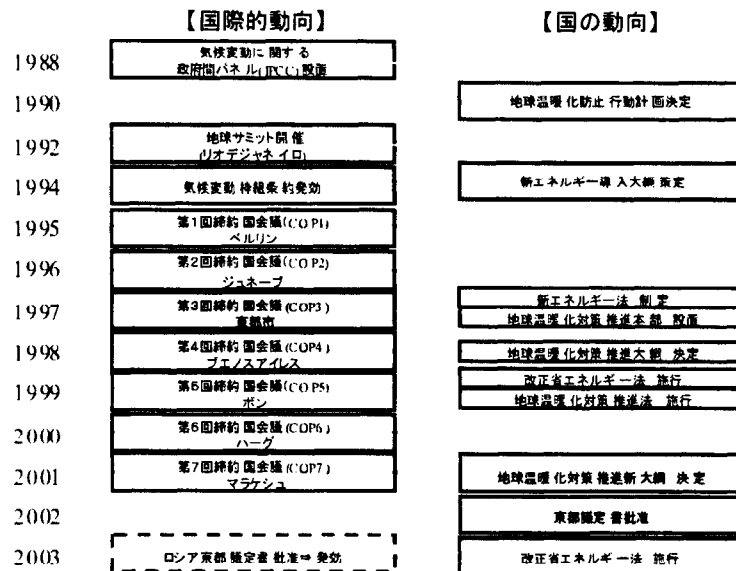 【国際的動向】 【国の動向】
1988 気候変動に関する
政府間パネル(IPCC)設置
1990 地球温暖化防止行動計画決定
1992 地球サミット開催
(リオデジャネイロ)
1994 気候変動枠組条約発効 新エネルギー導入大綱策定
1995 第1回締約国会議(COP1)
ベルリン
1996 第2回締約国会議(COP2)
ジュネーブ
1997 第3回締約国会議(COP3)
京都市
新エネルギー法 制定
地球温暖化対策推進本部 設置
1998 第4回締約国会議(COP4)
ブエノスアイレス
地球温暖化対策推進大綱 決定
1999 第5回締約国会議(COP5)
ボン
改正省エネルギー法 施行
地球温暖化対策推進法 施行
2000 第6回締約国会議(COP6)
ハーグ
2001 第7回締約国会議(COP7)
マラケシュ
地球温暖化対策推進新大綱 決定
2002 京都議定書批准
2003 ロシア京都議定書批准⇒発効 改正省エネルギー法 施行